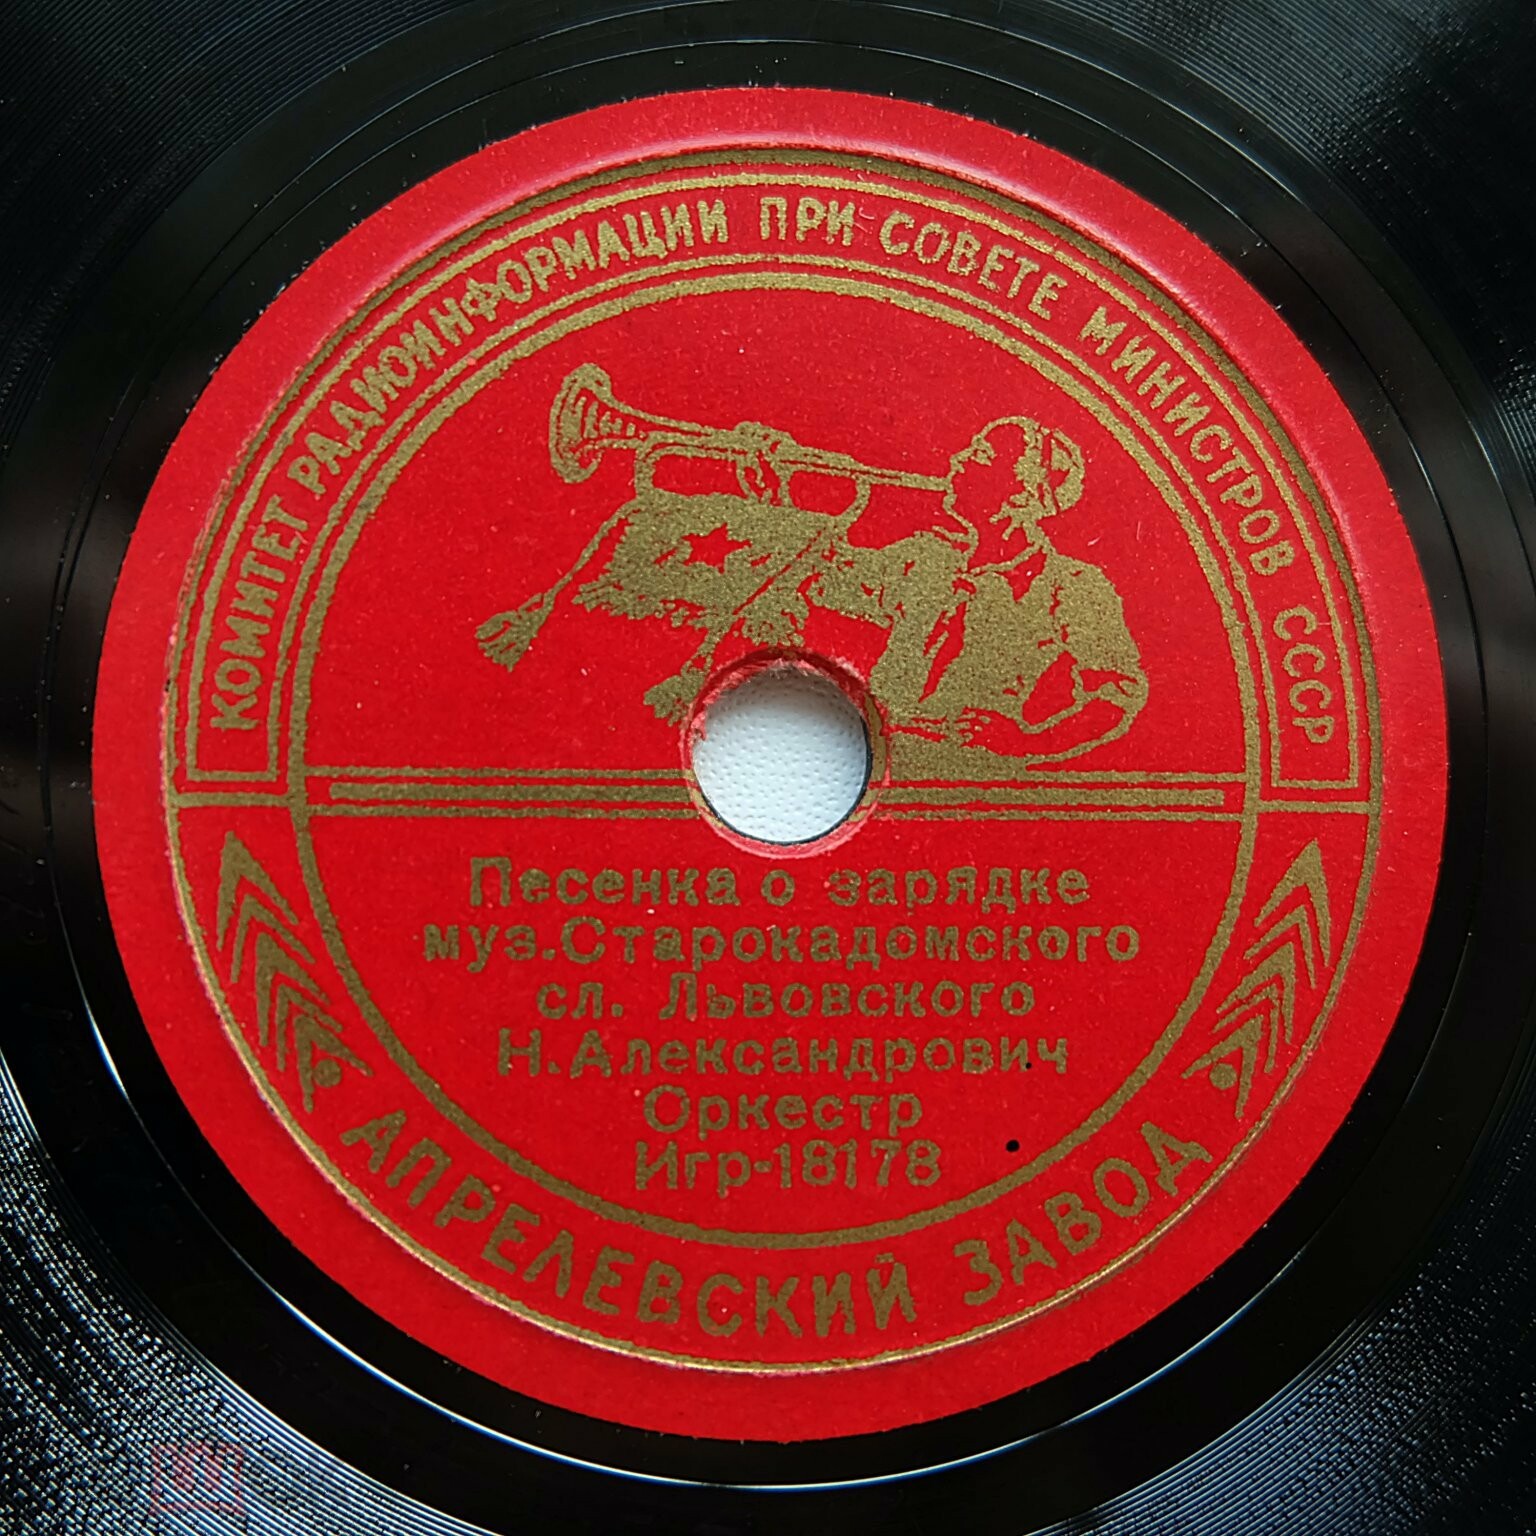 КОМИТЕТ РАДИОИНФОРМАЦИИ ПРИ СОВЕТЕ МИНИСТРОВ СССР
Песенка о зарядке
муз.Старокадомского
сл. Львовского
Н.Александрович
Оркестр
Игр-18178
АПРЕЛЕВСКИЙ ЗАВОД